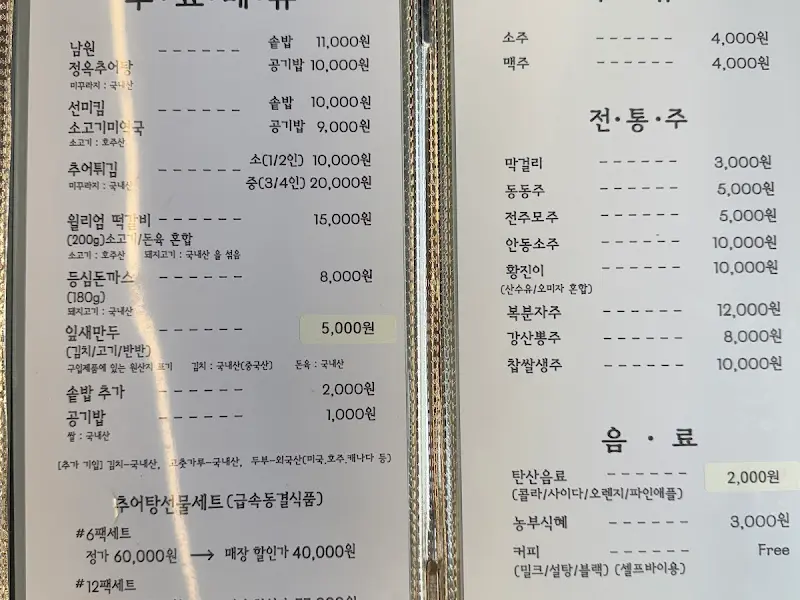 남원 - - - - - - 솥밥 11,000원
정옥추어탕 공기밥 10,000원
미꾸라지 : 국내산
선미김 - - - - - - 솥밥 10,000원
소고기미역국 공기밥 9,000원
소고기 : 호주산
추어튀김 - - - - - - 소(1/2인) 10,000원
미꾸라지 : 국내산 중(3/4인) 20,000원
윌리엄 떡갈비 - - - - - - 15,000원
(200g)소고기/돈육 혼합
소고기 : 호주산 돼지고기 : 국내산 을 섞음
등심돈까스 - - - - - - 8,000원
(180g)
돼지고기 : 국내산
잎새만두 - - - - - - 5,000원
(김치/고기/반반)
구입제품에 있는 원산지 표기 김치 : 국내산(중국산) 돈육 : 국내산
솥밥 추가 - - - - - - 2,000원
공기밥 - - - - - - 1,000원
쌀 : 국내산
[추가 기입] 김치-국내산, 고춧가루-국내산, 두부-외국산(미국.호주.캐나다 등)
추어탕선물세트 (급속동결식품)
#6팩세트
정가 60,000원 → 매장 할인가 40,000원
#12팩세트
소주 - - - - - - 4,000원
맥주 - - - - - - 4,000원
전·통·주
막걸리 - - - - - - 3,000원
동동주 - - - - - - 5,000원
전주모주 - - - - - - 5,000원
안동소주 - - - - - - 10,000원
황진이 - - - - - - 10,000원
(산수유/오미자 혼합)
복분자주 - - - - - - 12,000원
강산뽕주 - - - - - - 8,000원
찹쌀생주 - - - - - - 10,000원
음·료
탄산음료 - - - - - - 2,000원
(콜라/사이다/오렌지/파인애플)
농부식혜 - - - - - - 3,000원
커피 - - - - - - Free
(밀크/설탕/블랙) (셀프바이용)